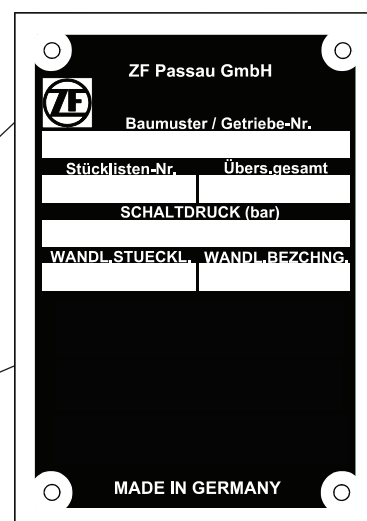 ZF Passau GmbH
ZF
Baumuster / Getriebe-Nr.
Stücklisten-Nr. Übers.gesamt
SCHALTDRUCK (bar)
WANDL.STUECKL. WANDL.BEZCHNG.
MADE IN GERMANY